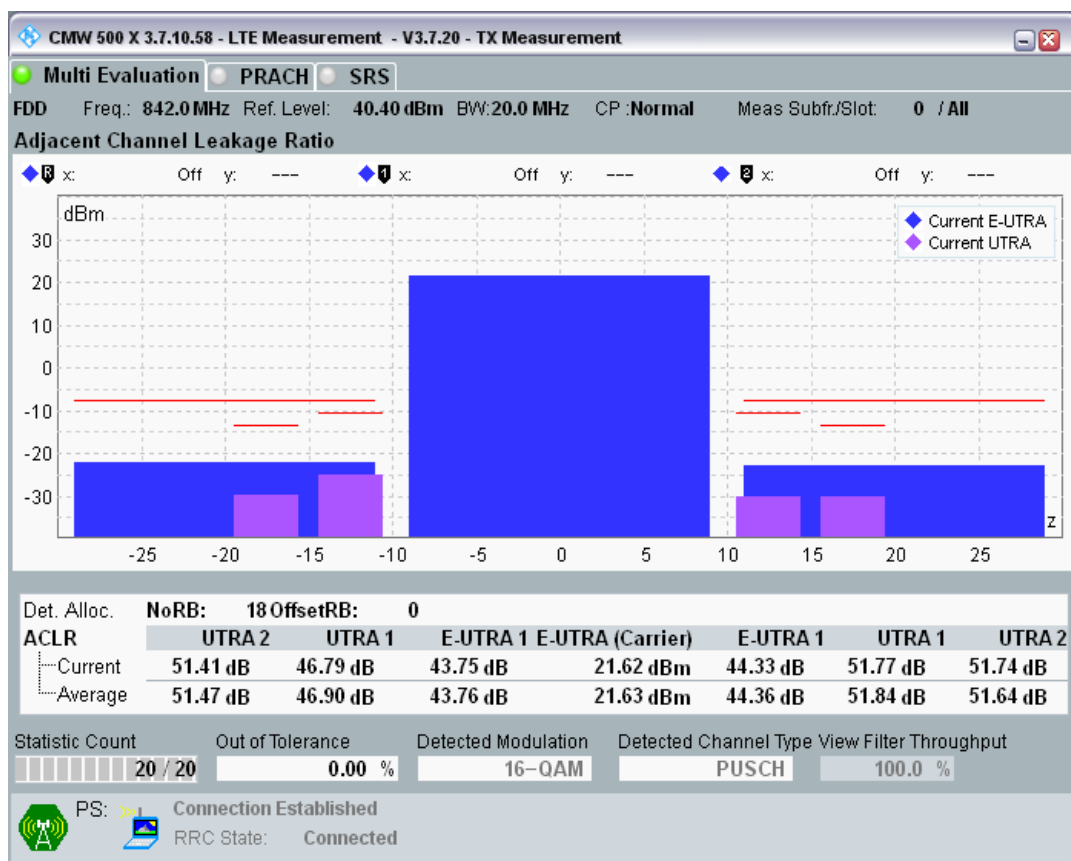 CMW 500 X 3.7.10.58 - LTE Measurement - V3.7.20 - TX Measurement
Multi Evaluation PRACH SRS
FDD Freq.: 842.0 MHz Ref. Level: 40.40 dBm BW:20.0 MHz CP :Normal Meas Subfr./Slot: 0 / All
Adjacent Channel Leakage Ratio
R x: Off y: --- 1 x: Off y: --- 2 x: Off y: ---
dBm
Current E-UTRA
Current UTRA
30
20
10
0
-10
-20
-30
z
-25 -20 -15 -10 -5 0 5 10 15 20 25
Det. Alloc. NoRB: 18 OffsetRB: 0
ACLR UTRA 2 UTRA 1 E-UTRA 1 E-UTRA (Carrier) E-UTRA 1 UTRA 1 UTRA 2
Current 51.41 dB 46.79 dB 43.75 dB 21.62 dBm 44.33 dB 51.77 dB 51.74 dB
Average 51.47 dB 46.90 dB 43.76 dB 21.63 dBm 44.36 dB 51.84 dB 51.64 dB
Statistic Count Out of Tolerance Detected Modulation Detected Channel Type View Filter Throughput
20 / 20 0.00 % 16-QAM PUSCH 100.0 %
PS: Connection Established
RRC State: Connected